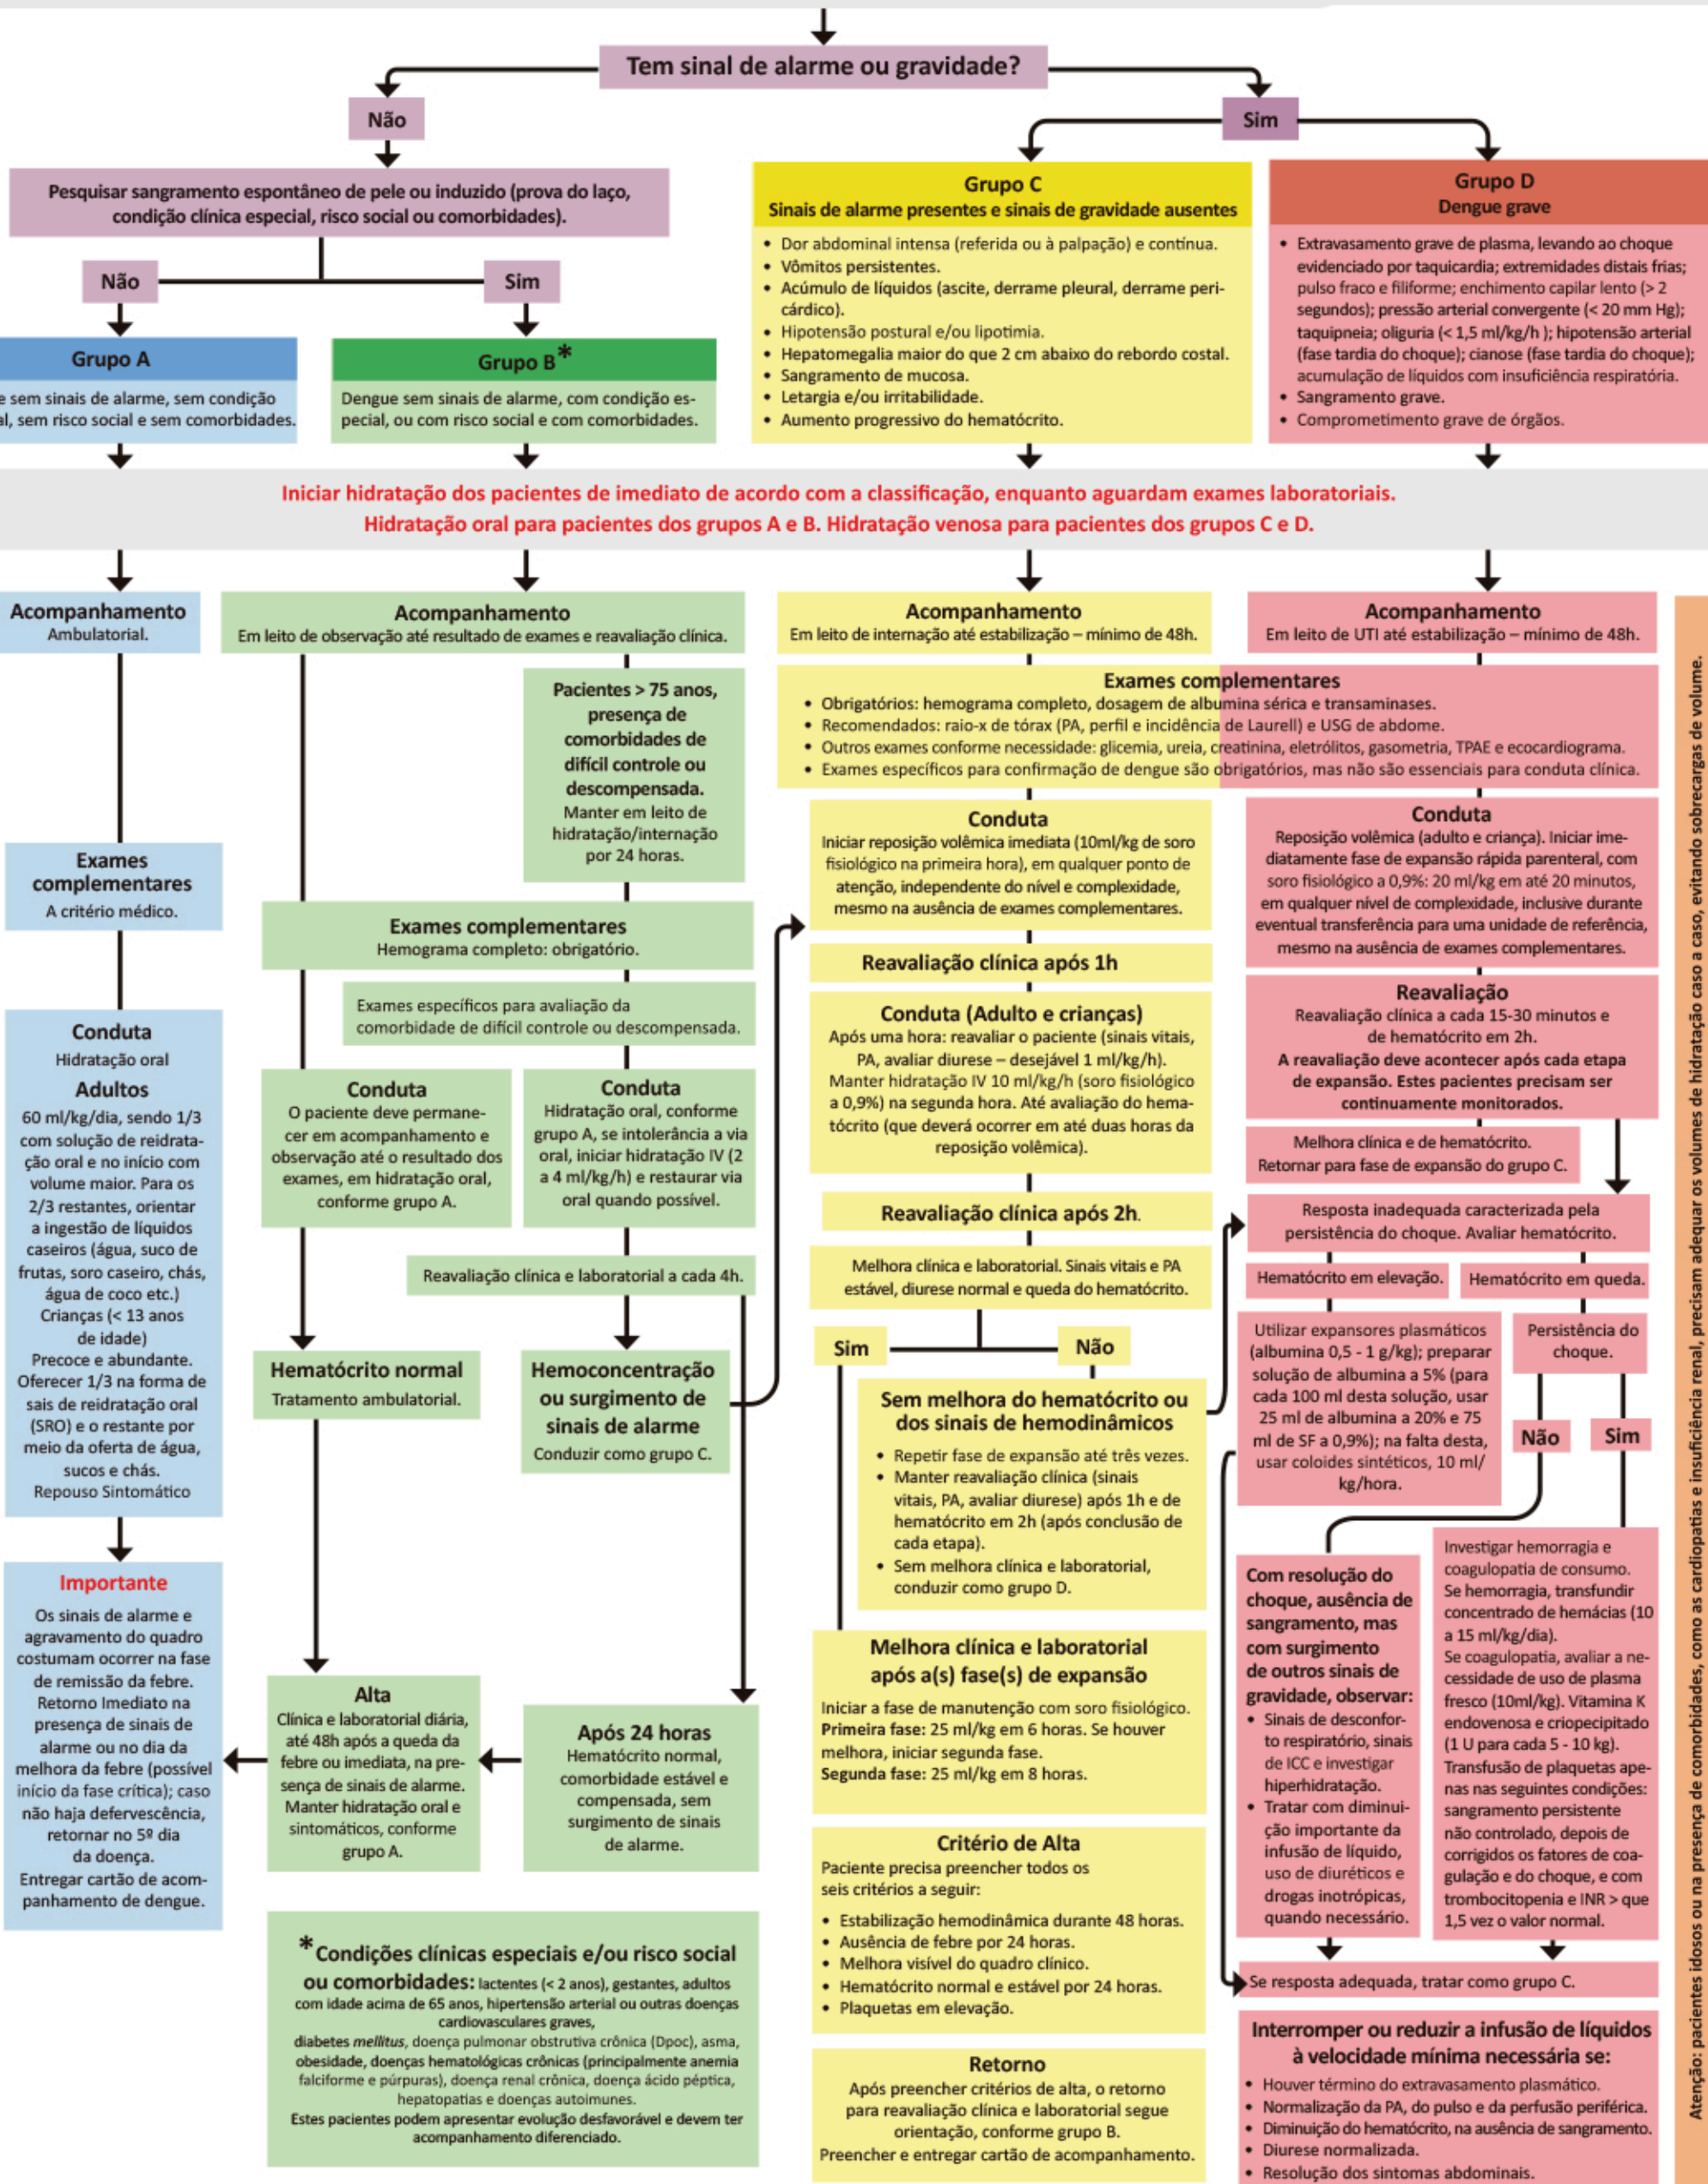 Tem sinal de alarme ou gravidade?
Não
Sim
Pesquisar sangramento espontâneo de pele ou induzido (prova do laço,
condição clínica especial, risco social ou comorbidades).
Não
Sim
Grupo A
e sem sinais de alarme, sem condição
al, sem risco social e sem comorbidades.
Grupo B*
Dengue sem sinais de alarme, com condição es-
pecial, ou com risco social e com comorbidades.
Grupo C
Sinais de alarme presentes e sinais de gravidade ausentes
• Dor abdominal intensa (referida ou à palpação) e contínua.
• Vômitos persistentes.
• Acúmulo de líquidos (ascite, derrame pleural, derrame peri-
cárdico).
• Hipotensão postural e/ou lipotimia.
• Hepatomegalia maior do que 2 cm abaixo do rebordo costal.
• Sangramento de mucosa.
• Letargia e/ou irritabilidade.
• Aumento progressivo do hematócrito.
Grupo D
Dengue grave
• Extravasamento grave de plasma, levando ao choque
evidenciado por taquicardia; extremidades distais frias;
pulso fraco e filiforme; enchimento capilar lento (> 2
segundos); pressão arterial convergente (< 20 mm Hg);
taquipneia; oliguria (< 1,5 ml/kg/h ); hipotensão arterial
(fase tardia do choque); cianose (fase tardia do choque);
acumulação de líquidos com insuficiência respiratória.
• Sangramento grave.
• Comprometimento grave de órgãos.
Iniciar hidratação dos pacientes de imediato de acordo com a classificação, enquanto aguardam exames laboratoriais.
Hidratação oral para pacientes dos grupos A e B. Hidratação venosa para pacientes dos grupos C e D.
Acompanhamento
Ambulatorial.
Exames
complementares
A critério médico.
Conduta
Hidratação oral
Adultos
60 ml/kg/dia, sendo 1/3
com solução de reidrata-
ção oral e no início com
volume maior. Para os
2/3 restantes, orientar
a ingestão de líquidos
caseiros (água, suco de
frutas, soro caseiro, chás,
água de coco etc.)
Crianças (< 13 anos
de idade)
Precoce e abundante.
Oferecer 1/3 na forma de
sais de reidratação oral
(SRO) e o restante por
meio da oferta de água,
sucos e chás.
Repouso Sintomático
Importante
Os sinais de alarme e
agravamento do quadro
costumam ocorrer na fase
de remissão da febre.
Retorno Imediato na
presença de sinais de
alarme ou no dia da
melhora da febre (possível
início da fase crítica); caso
não haja defervescência,
retornar no 5º dia
da doença.
Entregar cartão de acom-
panhamento de dengue.
Acompanhamento
Em leito de observação até resultado de exames e reavaliação clínica.
Pacientes > 75 anos,
presença de
comorbidades de
difícil controle ou
descompensada.
Manter em leito de
hidratação/internação
por 24 horas.
Exames complementares
Hemograma completo: obrigatório.
Exames específicos para avaliação da
comorbidade de difícil controle ou descompensada.
Conduta
O paciente deve permane-
cer em acompanhamento e
observação até o resultado dos
exames, em hidratação oral,
conforme grupo A.
Conduta
Hidratação oral, conforme
grupo A, se intolerância a via
oral, iniciar hidratação IV (2
a 4 ml/kg/h) e restaurar via
oral quando possível.
Reavaliação clínica e laboratorial a cada 4h.
Hematócrito normal
Tratamento ambulatorial.
Hemoconcentração
ou surgimento de
sinais de alarme
Conduzir como grupo C.
Alta
Clínica e laboratorial diária,
até 48h após a queda da
febre ou imediata, na pre-
sença de sinais de alarme.
Manter hidratação oral e
sintomáticos, conforme
grupo A.
Após 24 horas
Hematócrito normal,
comorbidade estável e
compensada, sem
surgimento de sinais
de alarme.
*Condições clínicas especiais e/ou risco social
ou comorbidades: lactentes (< 2 anos), gestantes, adultos
com idade acima de 65 anos, hipertensão arterial ou outras doenças
cardiovasculares graves,
diabetes mellitus, doença pulmonar obstrutiva crônica (Dpoc), asma,
obesidade, doenças hematológicas crônicas (principalmente anemia
falciforme e púrpuras), doença renal crônica, doença ácido péptica,
hepatopatias e doenças autoimunes.
Estes pacientes podem apresentar evolução desfavorável e devem ter
acompanhamento diferenciado.
Acompanhamento
Em leito de internação até estabilização – mínimo de 48h.
Acompanhamento
Em leito de UTI até estabilização – mínimo de 48h.
Exames complementares
• Obrigatórios: hemograma completo, dosagem de albumina sérica e transaminases.
• Recomendados: raio-x de tórax (PA, perfil e incidência de Laurell) e USG de abdome.
• Outros exames conforme necessidade: glicemia, ureia, creatinina, eletrólitos, gasometria, TPAE e ecocardiograma.
• Exames específicos para confirmação de dengue são obrigatórios, mas não são essenciais para conduta clínica.
Conduta
Iniciar reposição volêmica imediata (10ml/kg de soro
fisiológico na primeira hora), em qualquer ponto de
atenção, independente do nível e complexidade,
mesmo na ausência de exames complementares.
Reavaliação clínica após 1h
Conduta (Adulto e crianças)
Após uma hora: reavaliar o paciente (sinais vitais,
PA, avaliar diurese – desejável 1 ml/kg/h).
Manter hidratação IV 10 ml/kg/h (soro fisiológico
a 0,9%) na segunda hora. Até avaliação do hema-
tócrito (que deverá ocorrer em até duas horas da
reposição volêmica).
Reavaliação clínica após 2h.
Melhora clínica e laboratorial. Sinais vitais e PA
estável, diurese normal e queda do hematócrito.
Sim
Não
Sem melhora do hematócrito ou
dos sinais de hemodinâmicos
• Repetir fase de expansão até três vezes.
• Manter reavaliação clínica (sinais
vitais, PA, avaliar diurese) após 1h e de
hematócrito em 2h (após conclusão de
cada etapa).
• Sem melhora clínica e laboratorial,
conduzir como grupo D.
Melhora clínica e laboratorial
após a(s) fase(s) de expansão
Iniciar a fase de manutenção com soro fisiológico.
Primeira fase: 25 ml/kg em 6 horas. Se houver
melhora, iniciar segunda fase.
Segunda fase: 25 ml/kg em 8 horas.
Critério de Alta
Paciente precisa preencher todos os
seis critérios a seguir:
• Estabilização hemodinâmica durante 48 horas.
• Ausência de febre por 24 horas.
• Melhora visível do quadro clínico.
• Hematócrito normal e estável por 24 horas.
• Plaquetas em elevação.
Retorno
Após preencher critérios de alta, o retorno
para reavaliação clínica e laboratorial segue
orientação, conforme grupo B.
Preencher e entregar cartão de acompanhamento.
Conduta
Reposição volêmica (adulto e criança). Iniciar ime-
diatamente fase de expansão rápida parenteral, com
soro fisiológico a 0,9%: 20 ml/kg em até 20 minutos,
em qualquer nível de complexidade, inclusive durante
eventual transferência para uma unidade de referência,
mesmo na ausência de exames complementares.
Reavaliação
Reavaliação clínica a cada 15-30 minutos e
de hematócrito em 2h.
A reavaliação deve acontecer após cada etapa
de expansão. Estes pacientes precisam ser
continuamente monitorados.
Melhora clínica e de hematócrito.
Retornar para fase de expansão do grupo C.
Resposta inadequada caracterizada pela
persistência do choque. Avaliar hematócrito.
Hematócrito em elevação.
Hematócrito em queda.
Utilizar expansores plasmáticos
(albumina 0,5 - 1 g/kg); preparar
solução de albumina a 5% (para
cada 100 ml desta solução, usar
25 ml de albumina a 20% e 75
ml de SF a 0,9%); na falta desta,
usar coloides sintéticos, 10 ml/
kg/hora.
Persistência do
choque.
Não
Sim
Com resolução do
choque, ausência de
sangramento, mas
com surgimento
de outros sinais de
gravidade, observar:
• Sinais de desconfor-
to respiratório, sinais
de ICC e investigar
hiperhidratação.
• Tratar com diminui-
ção importante da
infusão de líquido,
uso de diuréticos e
drogas inotrópicas,
quando necessário.
Investigar hemorragia e
coagulopatia de consumo.
Se hemorragia, transfundir
concentrado de hemácias (10
a 15 ml/kg/dia).
Se coagulopatia, avaliar a ne-
cessidade de uso de plasma
fresco (10ml/kg). Vitamina K
endovenosa e criopecipitado
(1 U para cada 5 - 10 kg).
Transfusão de plaquetas ape-
nas nas seguintes condições:
sangramento persistente
não controlado, depois de
corrigidos os fatores de coa-
gulação e do choque, e com
trombocitopenia e INR > que
1,5 vez o valor normal.
Se resposta adequada, tratar como grupo C.
Interromper ou reduzir a infusão de líquidos
à velocidade mínima necessária se:
• Houver término do extravasamento plasmático.
• Normalização da PA, do pulso e da perfusão periférica.
• Diminuição do hematócrito, na ausência de sangramento.
• Diurese normalizada.
• Resolução dos sintomas abdominais.
Atenção: pacientes idosos ou na presença de comorbidades, como as cardiopatias e insuficiência renal, precisam adequar os volumes de hidratação caso a caso, evitando sobrecargas de volume.